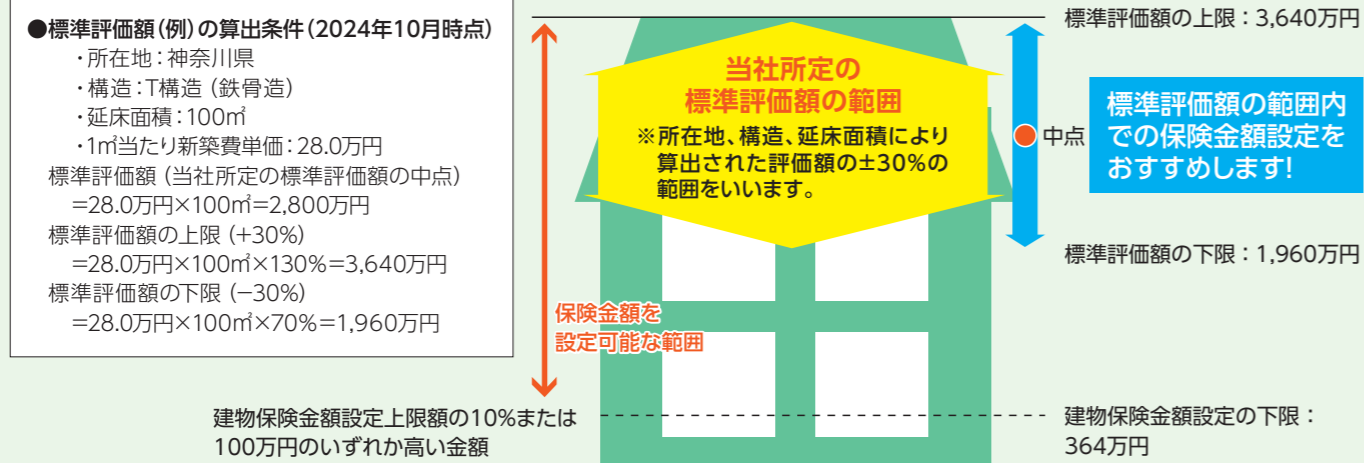 ●標準評価額(例)の算出条件(2024年10月時点)
・所在地:神奈川県
・構造:T構造 (鉄骨造)
・延床面積:100㎡
・1㎡当たり新築費単価:28.0万円
標準評価額 (当社所定の標準評価額の中点)
=28.0万円×100㎡=2,800万円
標準評価額の上限 (+30%)
=28.0万円×100㎡×130%=3,640万円
標準評価額の下限 (−30%)
=28.0万円×100㎡×70%=1,960万円
保険金額を
設定可能な範囲
当社所定の
標準評価額の範囲
※所在地、構造、延床面積により
算出された評価額の±30%の
範囲をいいます。
標準評価額の上限:3,640万円
中点
標準評価額の範囲内
での保険金額設定を
おすすめします!
標準評価額の下限:1,960万円
建物保険金額設定上限額の10%または
100万円のいずれか高い金額
建物保険金額設定の下限:
364万円